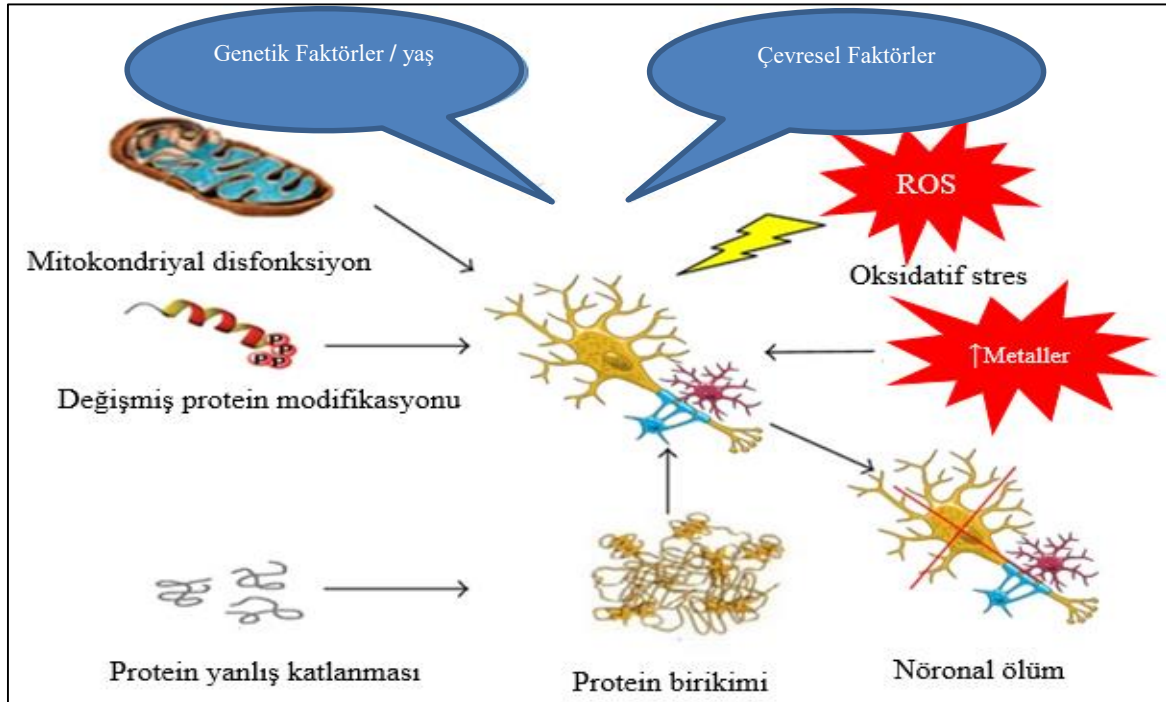 Genetik Faktörler / yaş
Çevresel Faktörler
ROS
Mitokondriyal disfonksiyon
Oksidatif stres
P
P
P P
↑Metaller
Değişmiş protein modifikasyonu
Protein yanlış katlanması
Protein birikimi
Nöronal ölüm